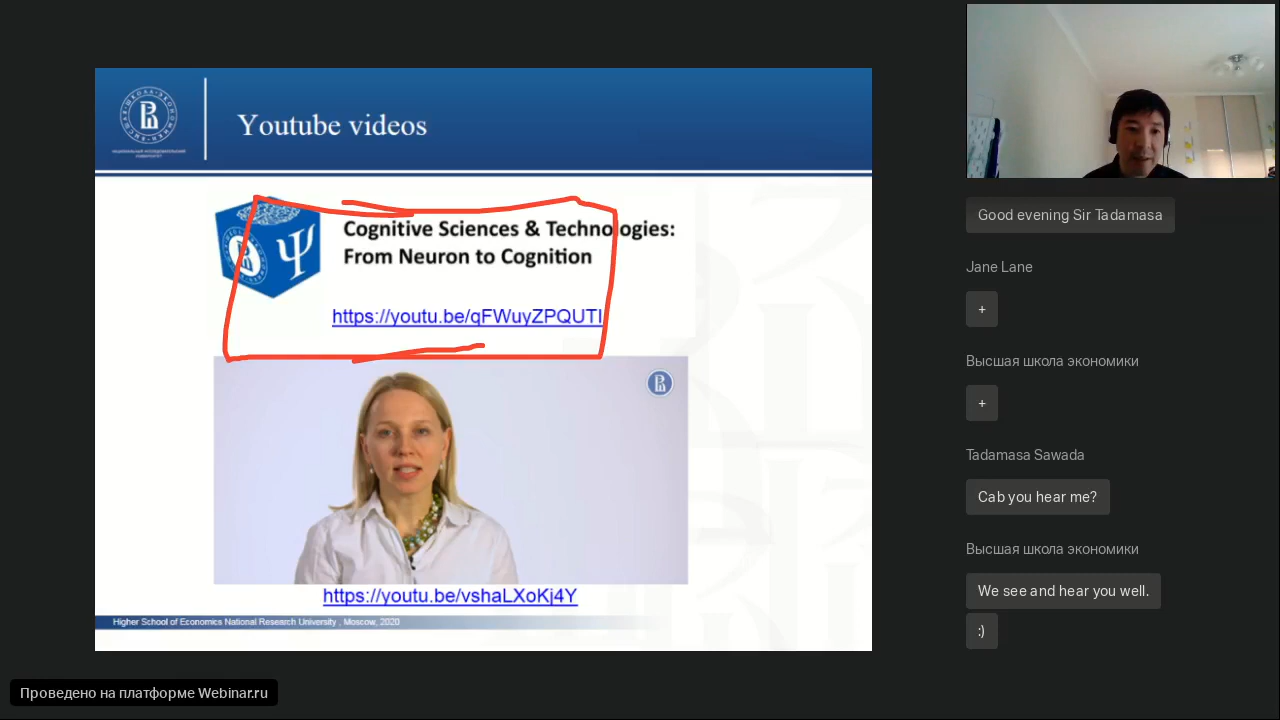 Youtube videos
Cognitive Sciences & Technologies:
From Neuron to Cognition
https://youtu.be/qFWuyZPQUTI
https://youtu.be/vshaLXoKj4Y
Higher School of Economics National Research University , Moscow, 2020
Проведено на платформе Webinar.ru
Good evening Sir Tadamasa
Jane Lane
+
Высшая школа экономики
+
Tadamasa Sawada
Cab you hear me?
Высшая школа экономики
We see and hear you well.
:)